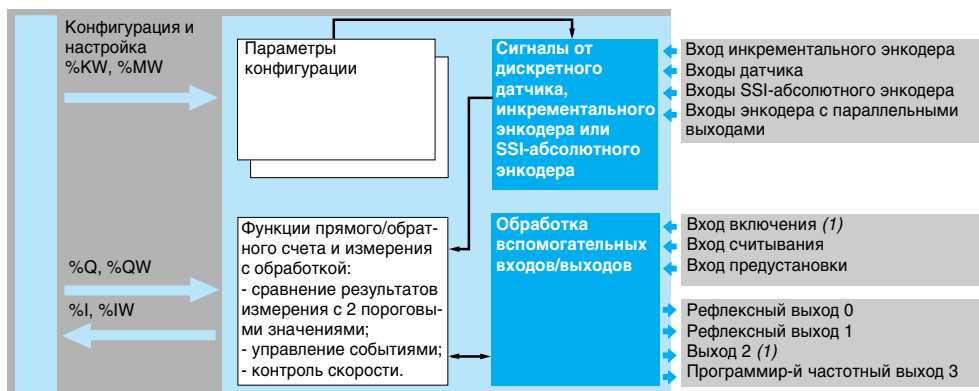 Конфигурация и
настройка
%KW, %MW
Параметры
конфигурации
Сигналы от
дискретного
датчика,
инкрементального
энкодера или
SSI-абсолютного
энкодера
Вход инкрементального энкодера
Входы датчика
Входы SSI-абсолютного энкодера
Входы энкодера с параллельными
выходами
%Q, %QW
%I, %IW
Функции прямого/обрат-
ного счета и измерения
с обработкой:
- сравнение результатов
измерения с 2 пороговы-
ми значениями;
- управление событиями;
- контроль скорости.
Обработка
вспомогательных
входов/выходов
Вход включения (1)
Вход считывания
Вход предустановки
Рефлексный выход 0
Рефлексный выход 1
Выход 2 (1)
Программир-й частотный выход 3